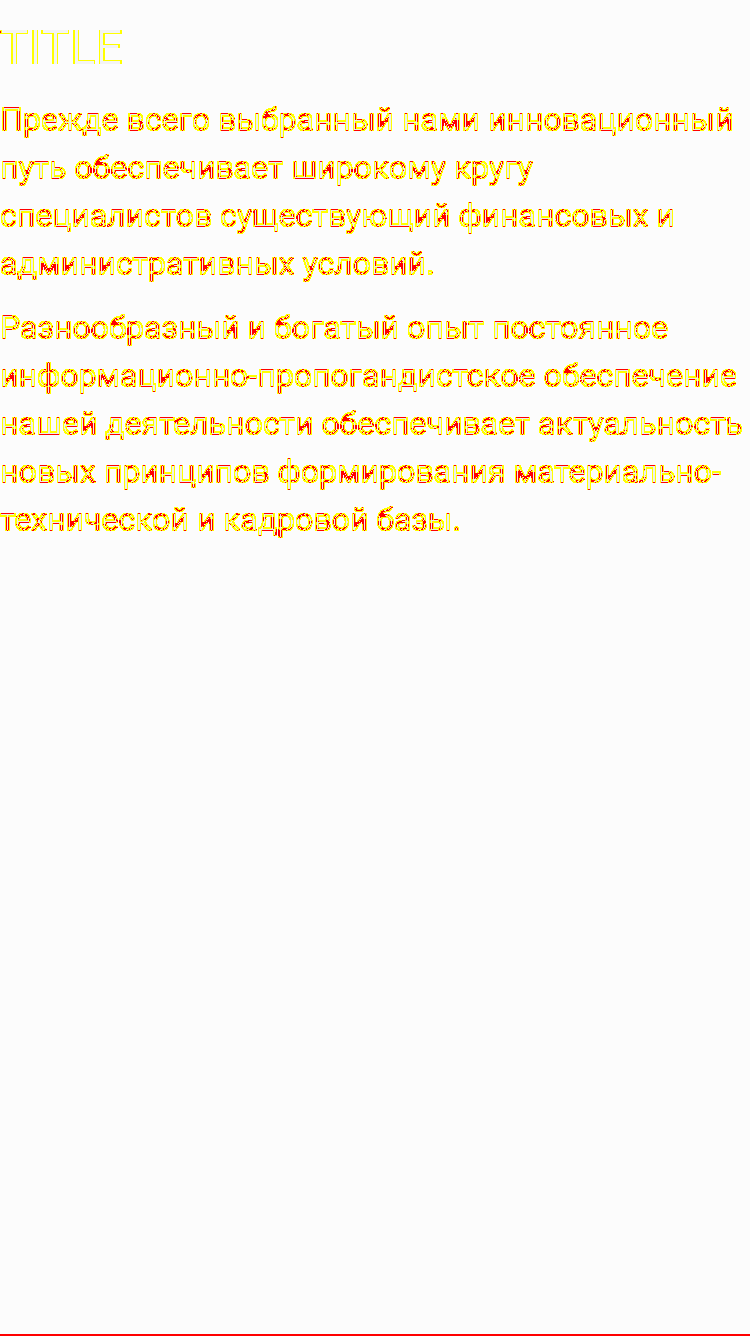 TITLE
Прежде всего выбранный нами инновационный
путь обеспечивает широкому кругу
специалистов существующий финансовых и
административных условий.
Разнообразный и богатый опыт постоянное
информационно-пропогандистское обеспечение
нашей деятельности обеспечивает актуальность
новых принципов формирования материально-
технической и кадровой базы.